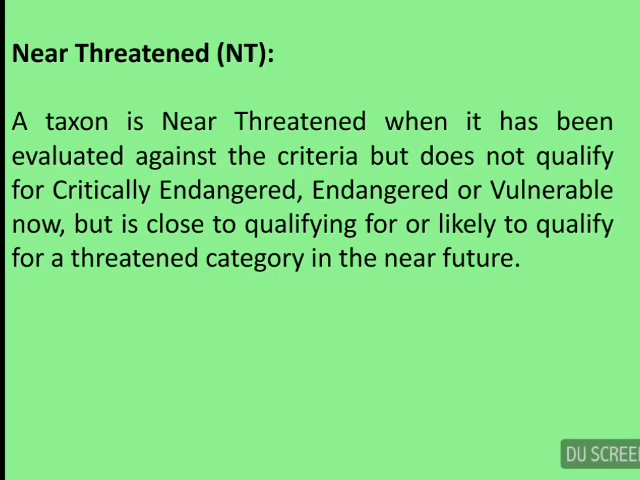 Near Threatened (NT):
A taxon is Near Threatened when it has been
evaluated against the criteria but does not qualify
for Critically Endangered, Endangered or Vulnerable
now, but is close to qualifying for or likely to qualify
for a threatened category in the near future.
DU SCREE